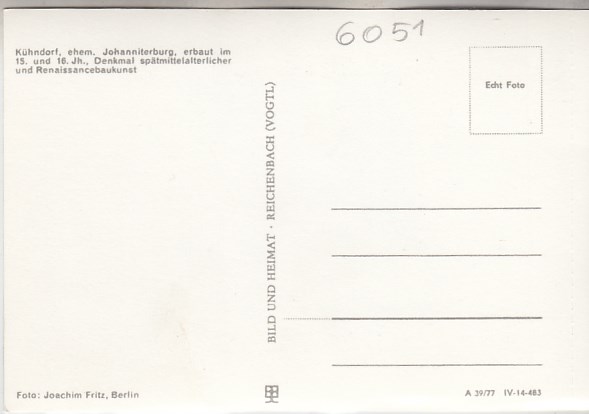 6051
Kühndorf, ehem. Johanniterburg, erbaut im
15. und 16. Jh., Denkmal spätmittelalterlicher
und Renaissancebaukunst
Echt Foto
BILD UND HEIMAT · REICHENBACH (VOGTL)
Foto: Joachim Fritz, Berlin
A 39/77 IV-14-483